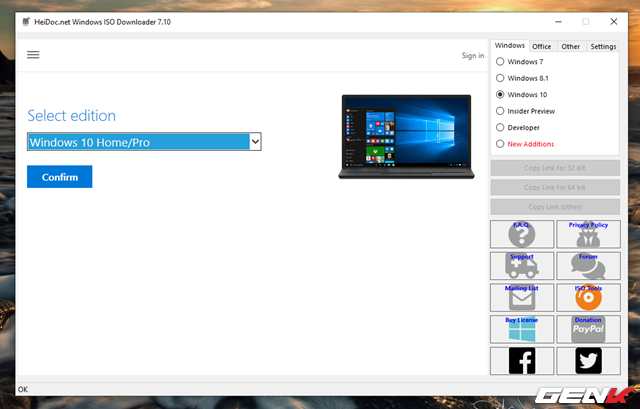 HeiDoc.net Windows ISO Downloader 7.10
Sign in
Select edition
Windows 10 Home/Pro
Confirm
Windows
Office
Other
Settings
Windows 7
Windows 8.1
Windows 10
Insider Preview
Developer
New Additions
Copy Link for 32 bit
Copy Link for 64 bit
Copy Link (other)
F.A.Q.
Privacy Policy
Support
Forum
Mailing List
ISO Tools
Buy License
Donation
PayPal
OK
GENK